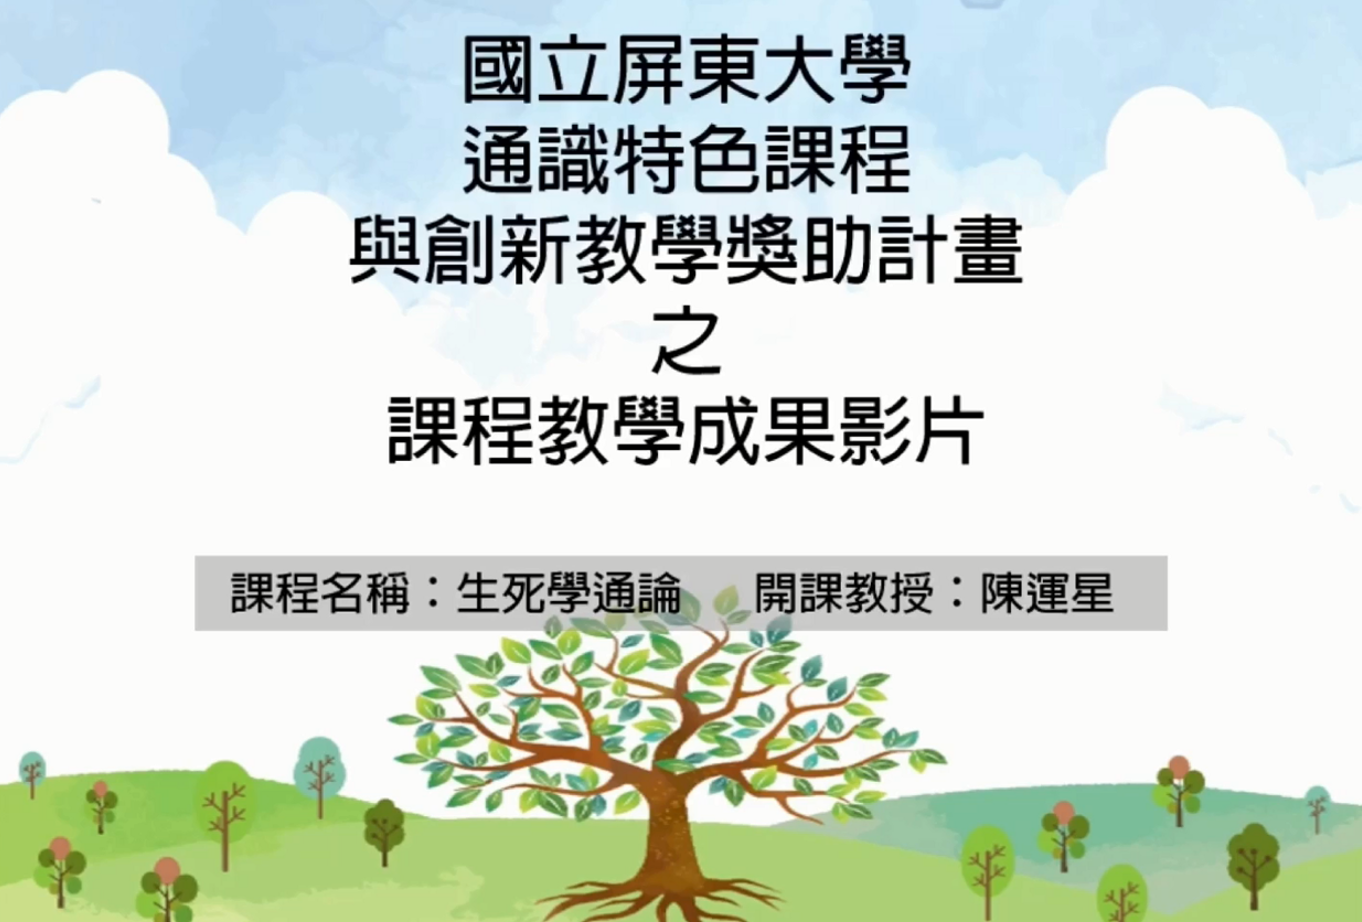 國立屏東大學
通識特色課程
與創新教學獎助計畫
之
課程教學成果影片
課程名稱：生死學通論　開課教授：陳運星